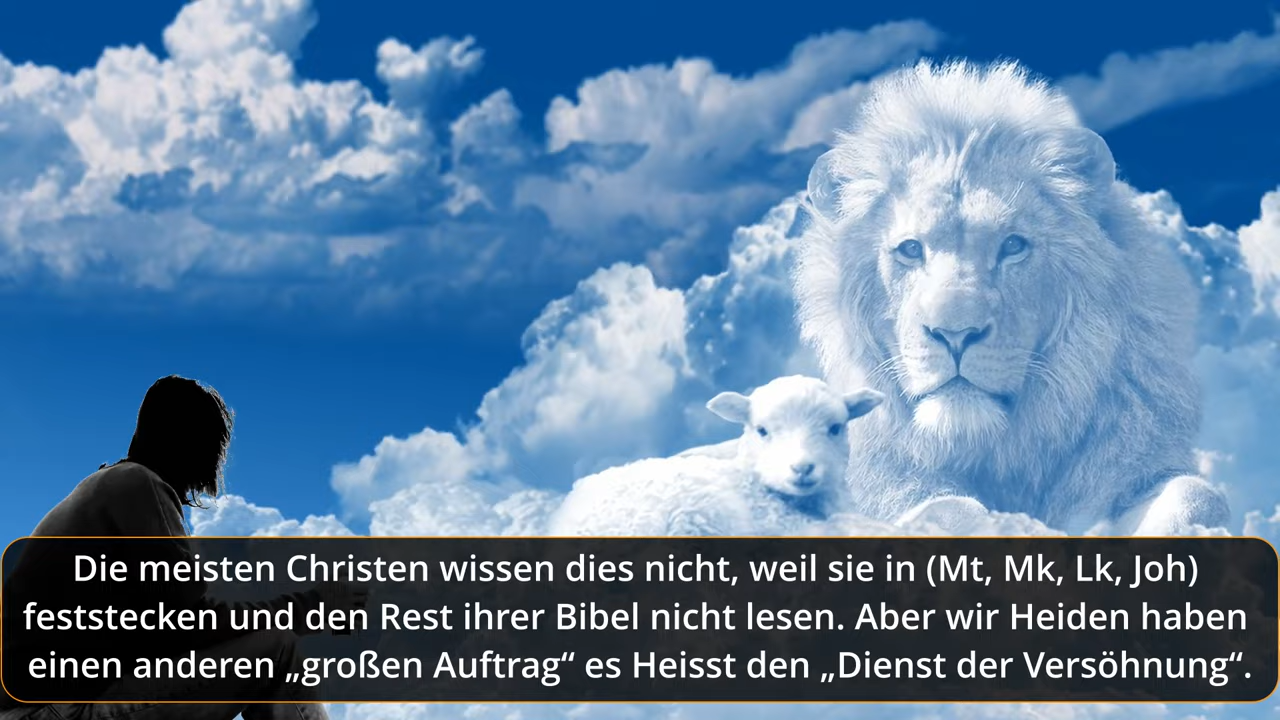 Die meisten Christen wissen dies nicht, weil sie in (Mt, Mk, Lk, Joh)
feststecken und den Rest ihrer Bibel nicht lesen. Aber wir Heiden haben
einen anderen „großen Auftrag“ es Heisst den „Dienst der Versöhnung“.